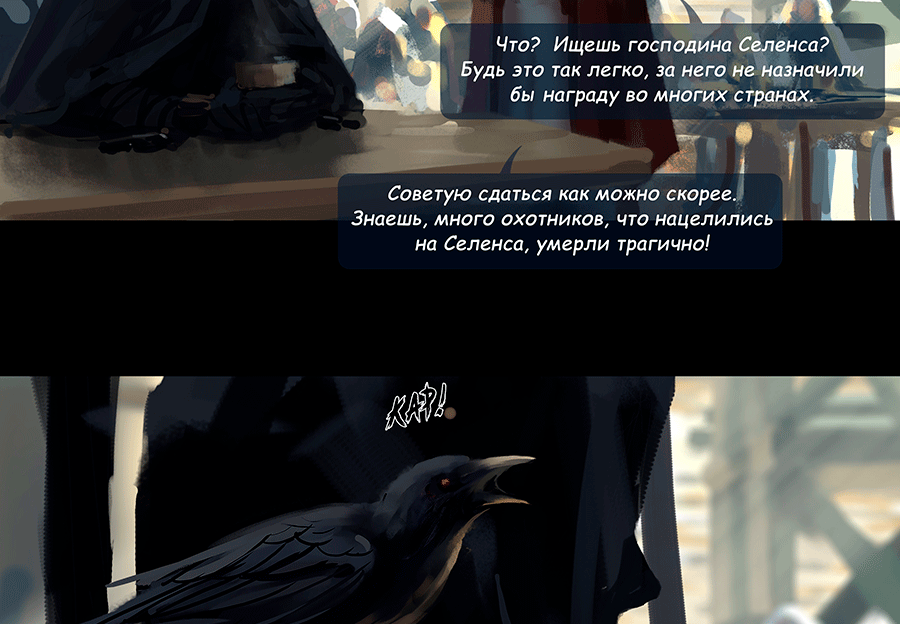 Что? Ищешь господина Селенса?
Будь это так легко, за него не назначили
бы награду во многих странах.
Советую сдаться как можно скорее.
Знаешь, много охотников, что нацелились
на Селенса, умерли трагично!
КАР!